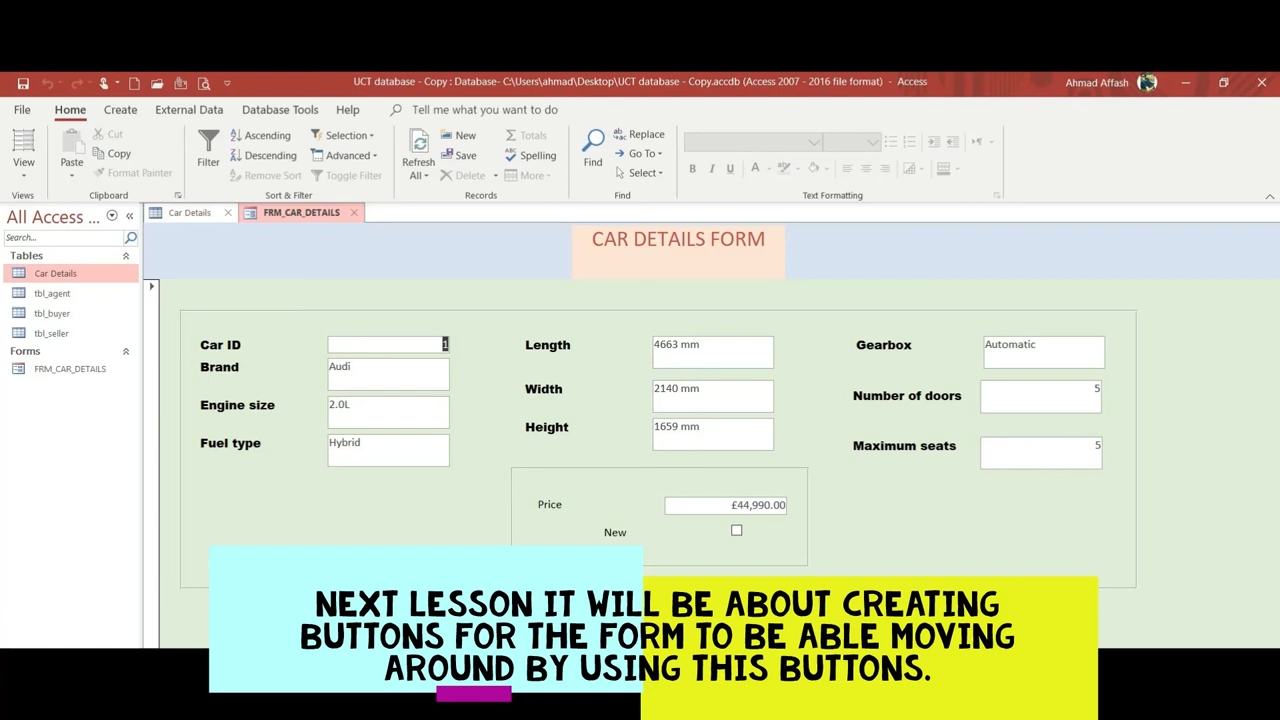 UCT database - Copy : Database- C:\Users\ahmad\Desktop\UCT database - Copy.accdb (Access 2007 - 2016 file format) - Access
Ahmad Affash
File Home Create External Data Database Tools Help Tell me what you want to do
View
Views
Paste
Cut
Copy
Format Painter
Clipboard
Filter
Ascending
Descending
Remove Sort
Selection
Advanced
Toggle Filter
Sort & Filter
Refresh
All
New
Save
Delete
Totals
Spelling
More
Records
Find
Replace
Go To
Select
Find
B I U A
Text Formatting
All Access ...
Search...
Tables
Car Details
tbl_agent
tbl_buyer
tbl_seller
Forms
FRM_CAR_DETAILS
Car Details
FRM_CAR_DETAILS
CAR DETAILS FORM
Car ID 1
Brand Audi
Engine size 2.0L
Fuel type Hybrid
Length 4663 mm
Width 2140 mm
Height 1659 mm
Gearbox Automatic
Number of doors 5
Maximum seats 5
Price £44,990.00
New
NEXT LESSON IT WILL BE ABOUT CREATING
BUTTONS FOR THE FORM TO BE ABLE MOVING
AROUND BY USING THIS BUTTONS.